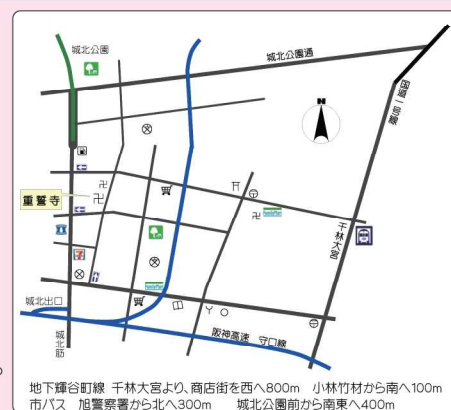 城北公園
城北公園通
国道一号線
N
重誓寺
千林大宮
城北出口
城北筋
阪神高速 守口線
地下輝谷町線 千林大宮より、商店街を西へ800m 小林竹材から南へ100m
市バス 旭警察署から北へ300m 城北公園前から南東へ400m